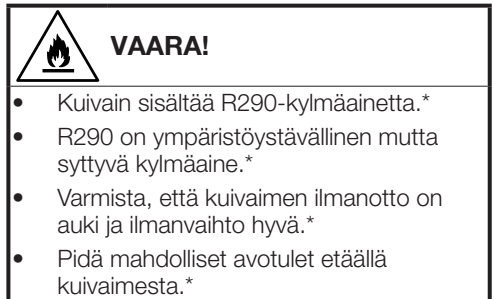 VAARA!
• Kuivain sisältää R290-kylmäainetta.*
• R290 on ympäristöystävällinen mutta
syttyvä kylmäaine.*
• Varmista, että kuivaimen ilmanotto on
auki ja ilmanvaihto hyvä.*
• Pidä mahdolliset avotulet etäällä
kuivaimesta.*